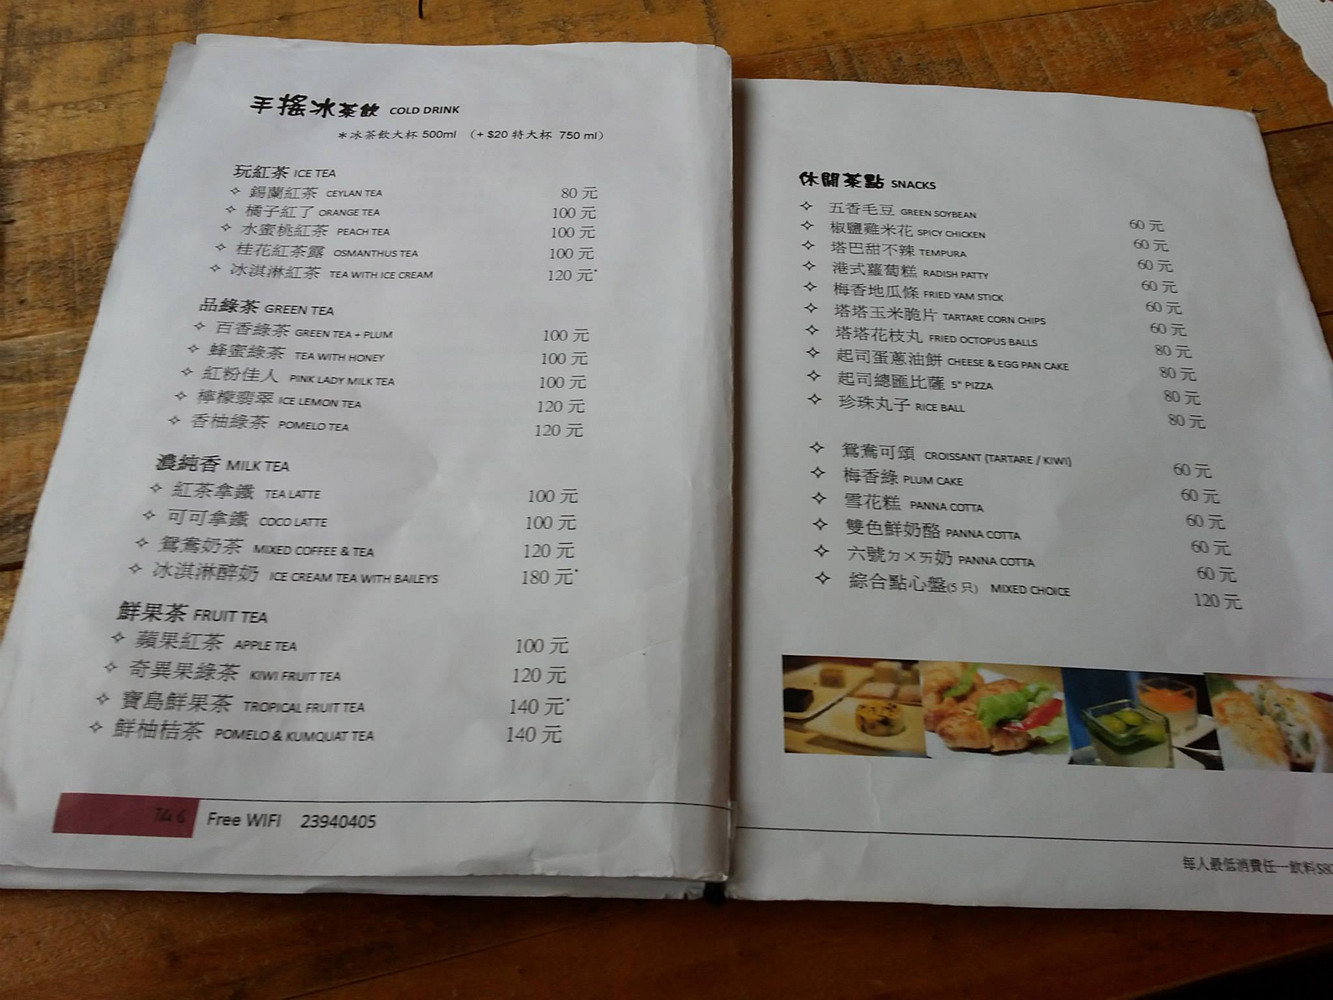 手搖冰茶飲 COLD DRINK
＊冰茶飲大杯 500ml （+ $20 特大杯 750 ml）
玩紅茶 ICE TEA
✧ 錫蘭紅茶 CEYLAN TEA 80 元
✧ 橘子紅了 ORANGE TEA 100 元
✧ 水蜜桃紅茶 PEACH TEA 100 元
✧ 桂花紅茶露 OSMANTHUS TEA 100 元
✧ 冰淇淋紅茶 TEA WITH ICE CREAM 120 元*
品綠茶 GREEN TEA
✧ 百香綠茶 GREEN TEA + PLUM 100 元
✧ 蜂蜜綠茶 TEA WITH HONEY 100 元
✧ 紅粉佳人 PINK LADY MILK TEA 100 元
✧ 檸檬翡翠 ICE LEMON TEA 120 元
✧ 香柚綠茶 POMELO TEA 120 元
濃純香 MILK TEA
✧ 紅茶拿鐵 TEA LATTE 100 元
✧ 可可拿鐵 COCO LATTE 100 元
✧ 鴛鴦奶茶 MIXED COFFEE & TEA 120 元
✧ 冰淇淋醉奶 ICE CREAM TEA WITH BAILEYS 180 元*
鮮果茶 FRUIT TEA
✧ 蘋果紅茶 APPLE TEA 100 元
✧ 奇異果綠茶 KIWI FRUIT TEA 120 元
✧ 寶島鮮果茶 TROPICAL FRUIT TEA 140 元*
✧ 鮮柚桔茶 POMELO & KUMQUAT TEA 140 元
Free WIFI 23940405
休閒茶點 SNACKS
✧ 五香毛豆 GREEN SOYBEAN 60 元
✧ 椒鹽雞米花 SPICY CHICKEN 60 元
✧ 塔巴甜不辣 TEMPURA 60 元
✧ 港式蘿蔔糕 RADISH PATTY 60 元
✧ 梅香地瓜條 FRIED YAM STICK 60 元
✧ 塔塔玉米脆片 TARTARE CORN CHIPS 60 元
✧ 塔塔花枝丸 FRIED OCTOPUS BALLS 80 元
✧ 起司蛋蔥油餅 CHEESE & EGG PAN CAKE 80 元
✧ 起司總匯比薩 5" PIZZA 80 元
✧ 珍珠丸子 RICE BALL 80 元
✧ 鴛鴦可頌 CROISSANT (TARTARE / KIWI) 60 元
✧ 梅香綠 PLUM CAKE 60 元
✧ 雪花糕 PANNA COTTA 60 元
✧ 雙色鮮奶酪 PANNA COTTA 60 元
✧ 六號ㄉㄨㄞ奶 PANNA COTTA 60 元
✧ 綜合點心盤(5 只) MIXED CHOICE 120 元
每人最低消費任一飲料